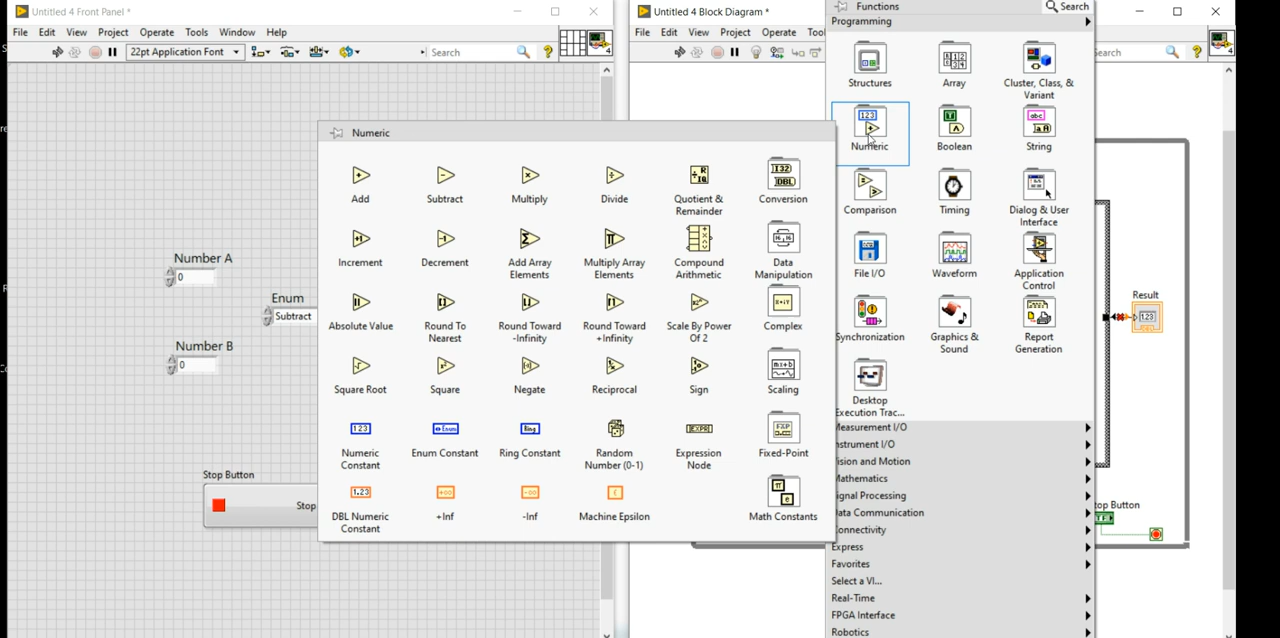 Untitled 4 Front Panel *
File Edit View Project Operate Tools Window Help
22pt Application Font
Search
Number A
0
Enum
Subtract
Number B
0
Stop Button
Stop
Untitled 4 Block Diagram *
File Edit View Project Operate
Search
Result
1.23
Numeric
Add Subtract Multiply Divide Quotient & Remainder Conversion
Increment Decrement Add Array Elements Multiply Array Elements Compound Arithmetic Data Manipulation
Absolute Value Round To Nearest Round Toward -Infinity Round Toward +Infinity Scale By Power Of 2 Complex
Square Root Square Negate Reciprocal Sign Scaling
Numeric Constant Enum Constant Ring Constant Random Number (0-1) Expression Node Fixed-Point
DBL Numeric Constant +Inf -Inf Machine Epsilon Math Constants
Functions Search
Programming
Structures Array Cluster, Class, & Variant
Numeric Boolean String
Comparison Timing Dialog & User Interface
File I/O Waveform Application Control
Synchronization Graphics & Sound Report Generation
Desktop Execution Trac...
Measurement I/O
nstrument I/O
Vision and Motion
Mathematics
Signal Processing
Data Communication
Connectivity
Express
Favorites
Select a VI...
Real-Time
FPGA Interface
Robotics
top Button
TF